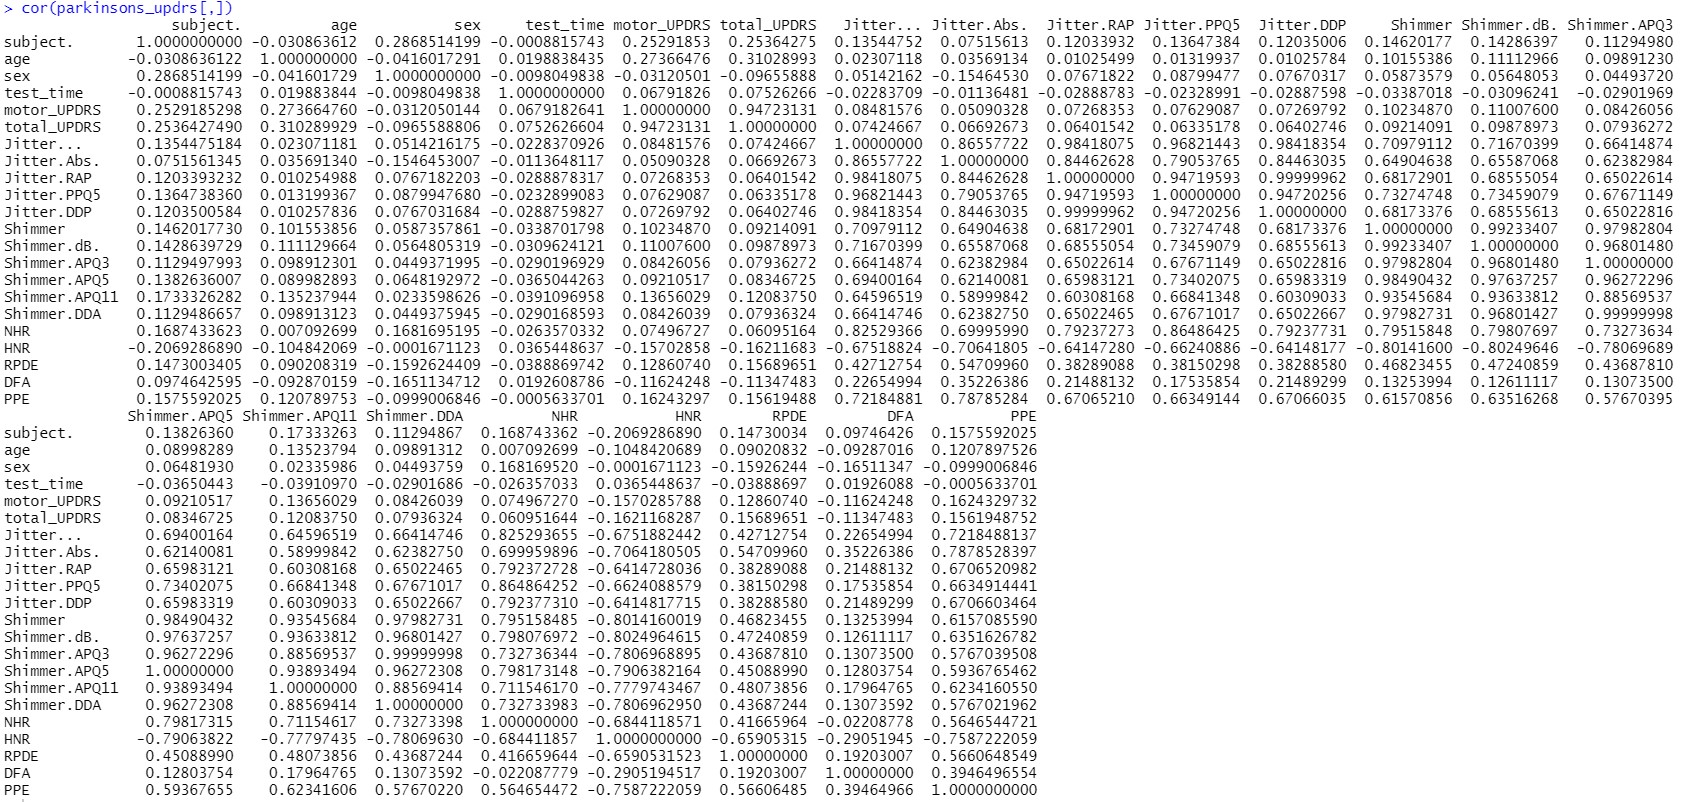 > cor(parkinsons_updrs[,])
subject. age sex test_time motor_UPDRS total_UPDRS Jitter... Jitter.Abs. Jitter.RAP Jitter.PPQ5 Jitter.DDP Shimmer Shimmer.dB. Shimmer.APQ3
subject. 1.0000000000 -0.030863612 0.2868514199 -0.0008815743 0.25291853 0.25364275 0.13544752 0.07515613 0.12033932 0.13647384 0.12035006 0.14620177 0.14286397 0.11294980
age -0.0308636122 1.000000000 -0.0416017291 0.0198838435 0.27366476 0.31028993 0.02307118 0.03569134 0.01025499 0.01319937 0.01025784 0.10155386 0.11112966 0.09891230
sex 0.2868514199 -0.041601729 1.0000000000 -0.0098049838 -0.03120501 -0.09655888 0.05142162 -0.15464530 0.07671822 0.08799477 0.07670317 0.05873579 0.05648053 0.04493720
test_time -0.0008815743 0.019883844 -0.0098049838 1.0000000000 0.06791826 0.07526266 -0.02283709 -0.01136481 -0.02888783 -0.02328991 -0.02887598 -0.03387018 -0.03096241 -0.02901969
motor_UPDRS 0.2529185298 0.273664760 -0.0312050144 0.0679182641 1.00000000 0.94723131 0.08481576 0.05090328 0.07268353 0.07629087 0.07269792 0.10234870 0.11007600 0.08426056
total_UPDRS 0.2536427490 0.310289929 -0.0965588806 0.0752626604 0.94723131 1.00000000 0.07424667 0.06692673 0.06401542 0.06335178 0.06402746 0.09214091 0.09878973 0.07936272
Jitter... 0.1354475184 0.023071181 0.0514216175 -0.0228370926 0.08481576 0.07424667 1.00000000 0.86557722 0.98418075 0.96821443 0.98418354 0.70979112 0.71670399 0.66414874
Jitter.Abs. 0.0751561345 0.035691340 -0.1546453007 -0.0113648117 0.05090328 0.06692673 0.86557722 1.00000000 0.84462628 0.79053765 0.84463035 0.64904638 0.65587068 0.62382984
Jitter.RAP 0.1203393232 0.010254988 0.0767182203 -0.0288878317 0.07268353 0.06401542 0.98418075 0.84462628 1.00000000 0.94719593 0.99999962 0.68172901 0.68555054 0.65022614
Jitter.PPQ5 0.1364738360 0.013199367 0.0879947680 -0.0232899083 0.07629087 0.06335178 0.96821443 0.79053765 0.94719593 1.00000000 0.94720256 0.73274748 0.73459079 0.67671149
Jitter.DDP 0.1203500584 0.010257836 0.0767031684 -0.0288759827 0.07269792 0.06402746 0.98418354 0.84463035 0.99999962 0.94720256 1.00000000 0.68173376 0.68555613 0.65022816
Shimmer 0.1462017730 0.101553856 0.0587357861 -0.0338701798 0.10234870 0.09214091 0.70979112 0.64904638 0.68172901 0.73274748 0.68173376 1.00000000 0.99233407 0.97982804
Shimmer.dB. 0.1428639729 0.111129664 0.0564805319 -0.0309624121 0.11007600 0.09878973 0.71670399 0.65587068 0.68555054 0.73459079 0.68555613 0.99233407 1.00000000 0.96801480
Shimmer.APQ3 0.1129497993 0.098912301 0.0449371995 -0.0290196929 0.08426056 0.07936272 0.66414874 0.62382984 0.65022614 0.67671149 0.65022816 0.97982804 0.96801480 1.00000000
Shimmer.APQ5 0.1382636007 0.089982893 0.0648192972 -0.0365044263 0.09210517 0.08346725 0.69400164 0.62140081 0.65983121 0.73402075 0.65983319 0.98490432 0.97637257 0.96272296
Shimmer.APQ11 0.1733326282 0.135237944 0.0233598626 -0.0391096958 0.13656029 0.12083750 0.64596519 0.58999842 0.60308168 0.66841348 0.60309033 0.93545684 0.93633812 0.88569537
Shimmer.DDA 0.1129486657 0.098913123 0.0449375945 -0.0290168593 0.08426039 0.07936324 0.66414746 0.62382750 0.65022465 0.67671017 0.65022667 0.97982731 0.96801427 0.99999998
NHR 0.1687433623 0.007092699 0.1681695195 -0.0263570332 0.07496727 0.06095164 0.82529366 0.69995990 0.79237273 0.86486425 0.79237731 0.79515848 0.79807697 0.73273634
HNR -0.2069286890 -0.104842069 -0.0001671123 0.0365448637 -0.15702858 -0.16211683 -0.67518824 -0.70641805 -0.64147280 -0.66240886 -0.64148177 -0.80141600 -0.80249646 -0.78069689
RPDE 0.1473003405 0.090208319 -0.1592624409 -0.0388869742 0.12860740 0.15689651 0.42712754 0.54709960 0.38289088 0.38150298 0.38288580 0.46823455 0.47240859 0.43687810
DFA 0.0974642595 -0.092870159 -0.1651134712 0.0192608786 -0.11624248 -0.11347483 0.22654994 0.35226386 0.21488132 0.17535854 0.21489299 0.13253994 0.12611117 0.13073500
PPE 0.1575592025 0.120789753 -0.0999006846 -0.0005633701 0.16243297 0.15619488 0.72184881 0.78785284 0.67065210 0.66349144 0.67066035 0.61570856 0.63516268 0.57670395
Shimmer.APQ5 Shimmer.APQ11 Shimmer.DDA NHR HNR RPDE DFA PPE
subject. 0.13826360 0.17333263 0.11294867 0.168743362 -0.2069286890 0.14730034 0.09746426 0.1575592025
age 0.08998289 0.13523794 0.09891312 0.007092699 -0.1048420689 0.09020832 -0.09287016 0.1207897526
sex 0.06481930 0.02335986 0.04493759 0.168169520 -0.0001671123 -0.15926244 -0.16511347 -0.0999006846
test_time -0.03650443 -0.03910970 -0.02901686 -0.026357033 0.0365448637 -0.03888697 0.01926088 -0.0005633701
motor_UPDRS 0.09210517 0.13656029 0.08426039 0.074967270 -0.1570285788 0.12860740 -0.11624248 0.1624329732
total_UPDRS 0.08346725 0.12083750 0.07936324 0.060951644 -0.1621168287 0.15689651 -0.11347483 0.1561948752
Jitter... 0.69400164 0.64596519 0.66414746 0.825293655 -0.6751882442 0.42712754 0.22654994 0.7218488137
Jitter.Abs. 0.62140081 0.58999842 0.62382750 0.699959896 -0.7064180505 0.54709960 0.35226386 0.7878528397
Jitter.RAP 0.65983121 0.60308168 0.65022465 0.792372728 -0.6414728036 0.38289088 0.21488132 0.6706520982
Jitter.PPQ5 0.73402075 0.66841348 0.67671017 0.864864252 -0.6624088579 0.38150298 0.17535854 0.6634914441
Jitter.DDP 0.65983319 0.60309033 0.65022667 0.792377310 -0.6414817715 0.38288580 0.21489299 0.6706603464
Shimmer 0.98490432 0.93545684 0.97982731 0.795158485 -0.8014160019 0.46823455 0.13253994 0.6157085590
Shimmer.dB. 0.97637257 0.93633812 0.96801427 0.798076972 -0.8024964615 0.47240859 0.12611117 0.6351626782
Shimmer.APQ3 0.96272296 0.88569537 0.99999998 0.732736344 -0.7806968895 0.43687810 0.13073500 0.5767039508
Shimmer.APQ5 1.00000000 0.93893494 0.96272308 0.798173148 -0.7906382164 0.45088990 0.12803754 0.5936765462
Shimmer.APQ11 0.93893494 1.00000000 0.88569414 0.711546170 -0.7779743467 0.48073856 0.17964765 0.6234160550
Shimmer.DDA 0.96272308 0.88569414 1.00000000 0.732733983 -0.7806962950 0.43687244 0.13073592 0.5767021962
NHR 0.79817315 0.71154617 0.73273398 1.000000000 -0.6844118571 0.41665964 -0.02208778 0.5646544721
HNR -0.79063822 -0.77797435 -0.78069630 -0.684411857 1.0000000000 -0.65905315 -0.29051945 -0.7587222059
RPDE 0.45088990 0.48073856 0.43687244 0.416659644 -0.6590531523 1.00000000 0.19203007 0.5660648549
DFA 0.12803754 0.17964765 0.13073592 -0.022087779 -0.2905194517 0.19203007 1.00000000 0.3946496554
PPE 0.59367655 0.62341606 0.57670220 0.564654472 -0.7587222059 0.56606485 0.39464966 1.0000000000